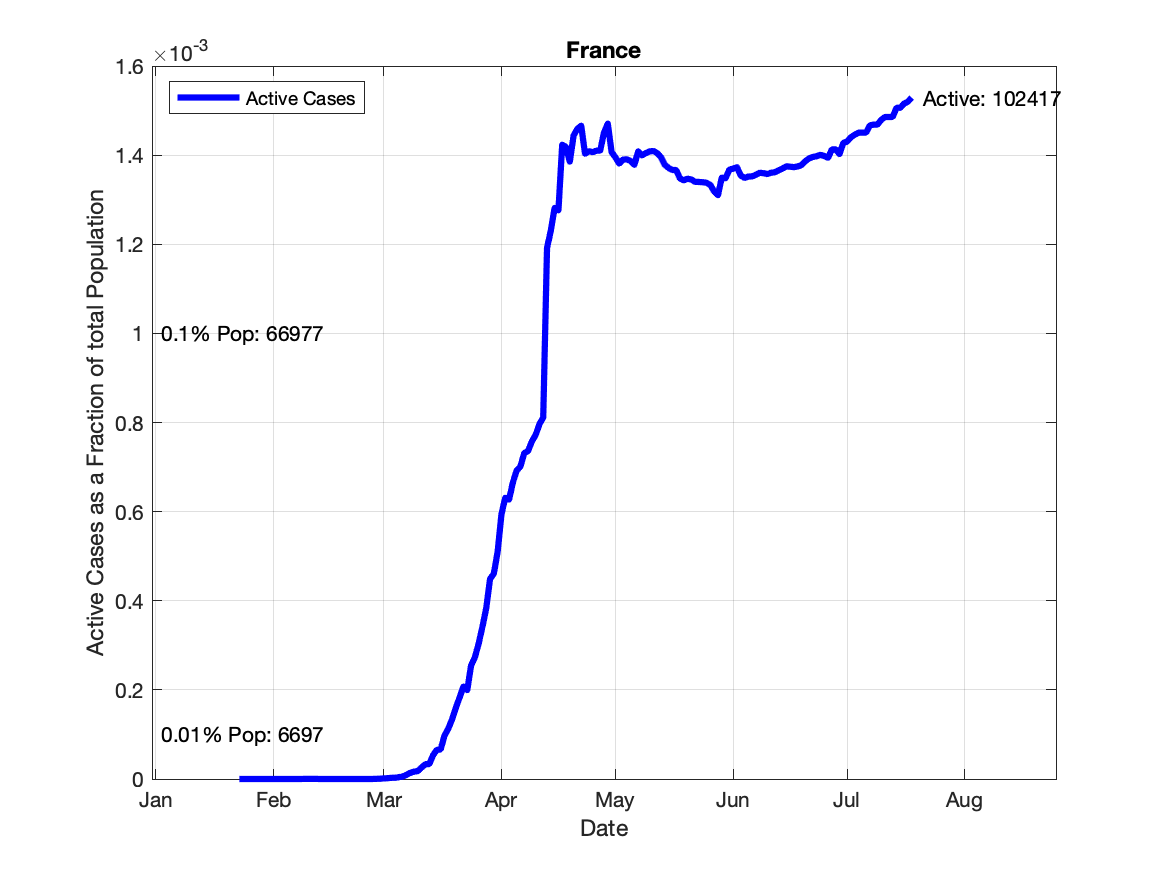 France
×10-3
1.6
1.4
1.2
1
0.8
0.6
0.4
0.2
0
Active Cases
Active: 102417
0.1% Pop: 66977
0.01% Pop: 6697
Active Cases as a Fraction of total Population
Jan Feb Mar Apr May Jun Jul Aug
Date